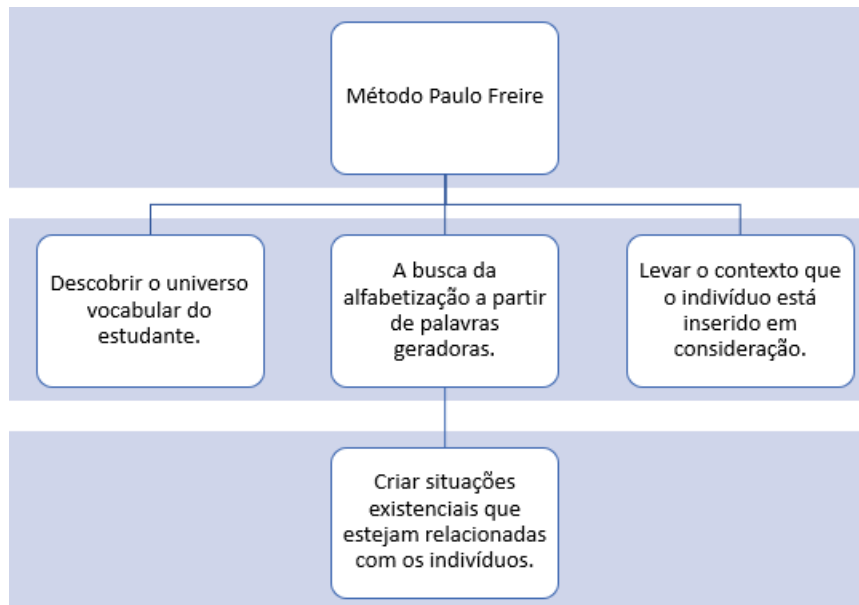 Método Paulo Freire
Descobrir o universo
vocabular do
estudante.
A busca da
alfabetização a partir
de palavras
geradoras.
Levar o contexto que
o indivíduo está
inserido em
consideração.
Criar situações
existenciais que
estejam relacionadas
com os indivíduos.